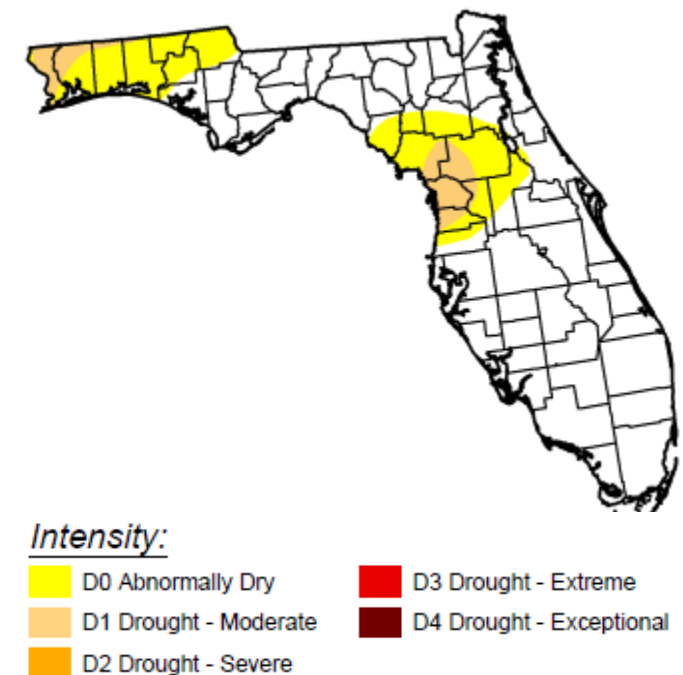 Intensity:
D0 Abnormally Dry
D1 Drought - Moderate
D2 Drought - Severe
D3 Drought - Extreme
D4 Drought - Exceptional